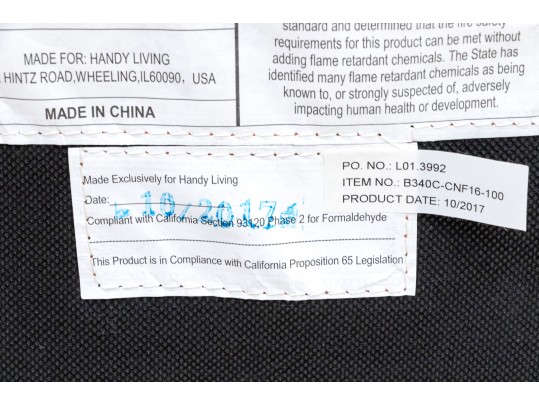 MADE FOR: HANDY LIVING
HINTZ ROAD,WHEELING,IL60090, USA
MADE IN CHINA
standard and determined that the fire safety
requirements for this product can be met without
adding flame retardant chemicals. The State has
identified many flame retardant chemicals as being
known to, or strongly suspected of, adversely
impacting human health or development.
Made Exclusively for Handy Living
Date: 10/2017
Compliant with California Section 93120 Phase 2 for Formaldehyde
This Product is in Compliance with California Proposition 65 Legislation
PO. NO.: L01.3992
ITEM NO.: B340C-CNF16-100
PRODUCT DATE: 10/2017